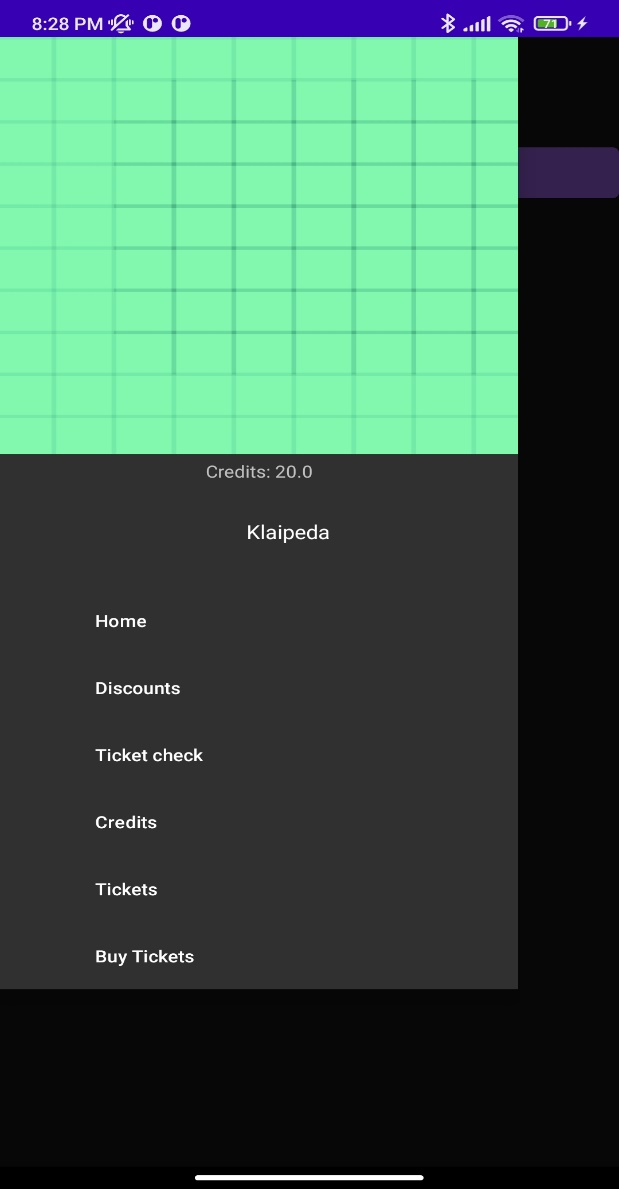 8:28 PM
71
Credits: 20.0
Klaipeda
Home
Discounts
Ticket check
Credits
Tickets
Buy Tickets